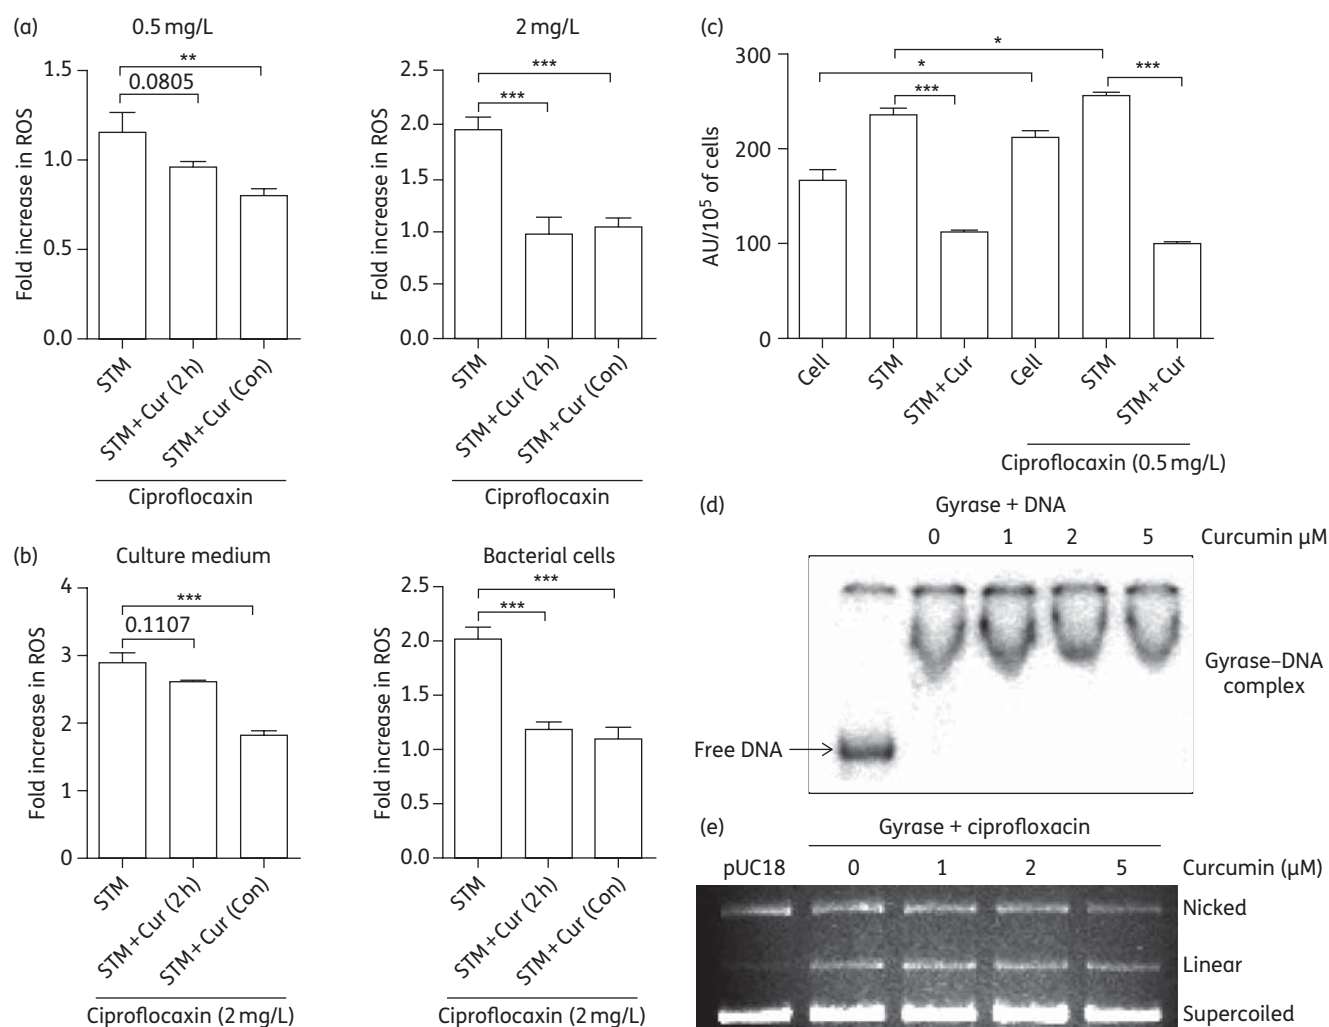 (a)
0.5 mg/L
Fold increase in ROS
1.5
1.0
0.5
0.0
**
0.0805
STM
STM + Cur (2 h)
STM + Cur (Con)
Ciproflocaxin
2 mg/L
Fold increase in ROS
2.5
2.0
1.5
1.0
0.5
0.0
***
***
STM
STM + Cur (2 h)
STM + Cur (Con)
Ciproflocaxin
(b)
Culture medium
Fold increase in ROS
4
3
2
1
0
***
0.1107
STM
STM + Cur (2 h)
STM + Cur (Con)
Ciproflocaxin (2 mg/L)
Bacterial cells
Fold increase in ROS
2.5
2.0
1.5
1.0
0.5
0.0
***
***
STM
STM + Cur (2h)
STM + Cur (Con)
Ciproflocaxin (2 mg/L)
(c)
AU/10⁵ of cells
300
200
100
0
*
*
***
***
Cell
STM
STM + Cur
Cell
STM
STM + Cur
Ciproflocaxin (0.5 mg/L)
(d)
Gyrase + DNA
0 1 2 5 Curcumin µM
Gyrase–DNA
complex
Free DNA
(e)
Gyrase + ciprofloxacin
pUC18 0 1 2 5 Curcumin (µM)
Nicked
Linear
Supercoiled